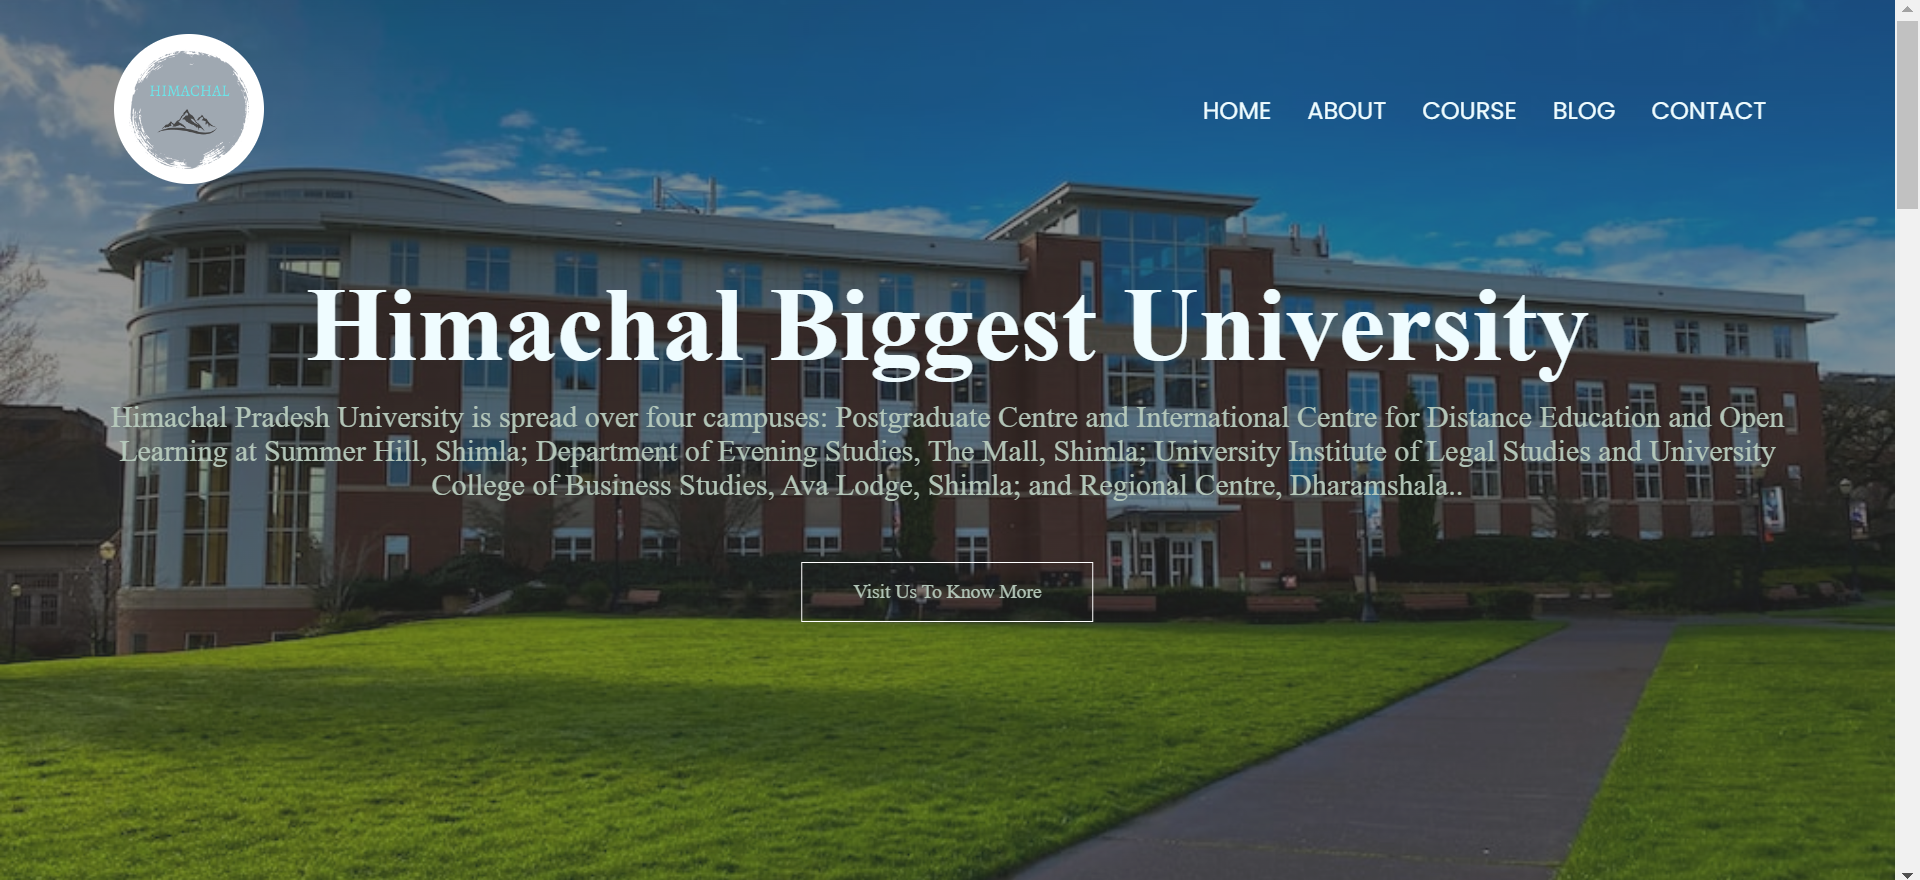 HIMACHAL
HOME ABOUT COURSE BLOG CONTACT
Himachal Biggest University
Himachal Pradesh University is spread over four campuses: Postgraduate Centre and International Centre for Distance Education and Open
Learning at Summer Hill, Shimla; Department of Evening Studies, The Mall, Shimla; University Institute of Legal Studies and University
College of Business Studies, Ava Lodge, Shimla; and Regional Centre, Dharamshala..
Visit Us To Know More